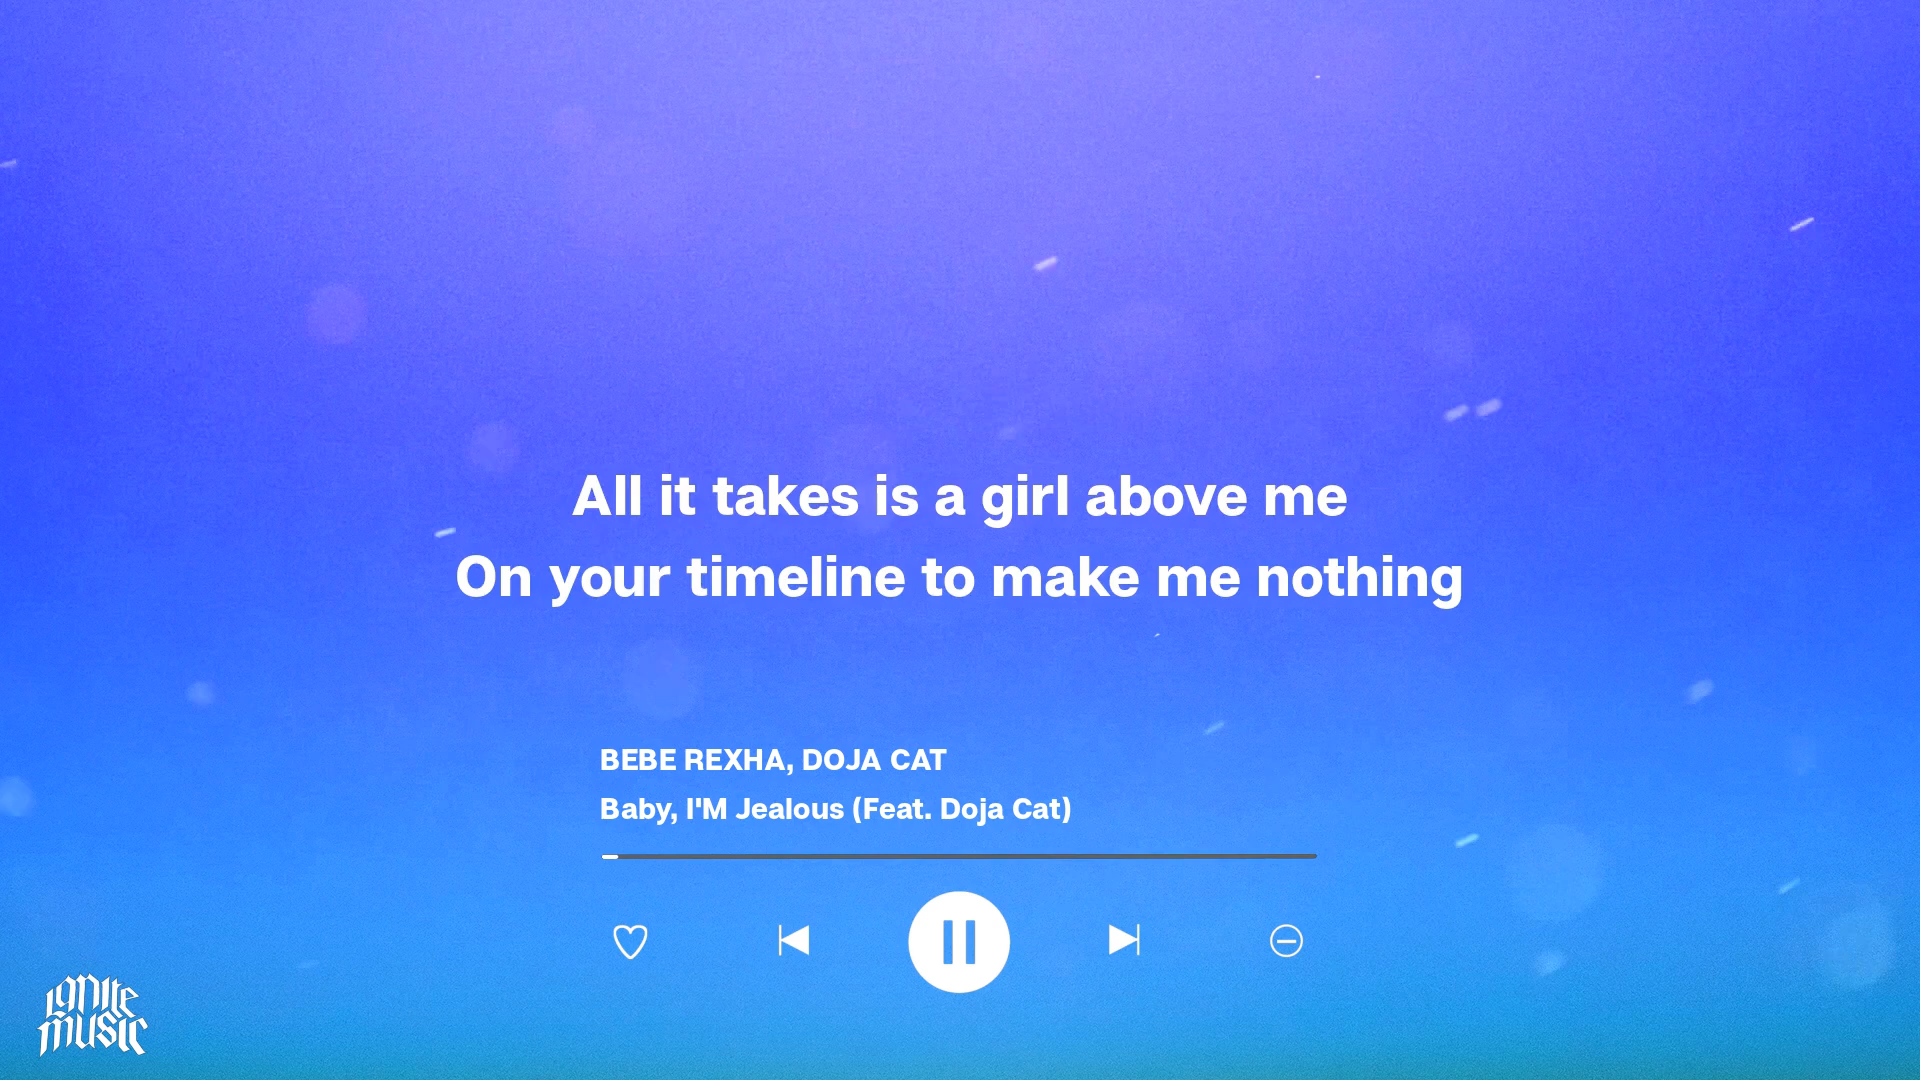 All it takes is a girl above me
On your timeline to make me nothing
BEBE REXHA, DOJA CAT
Baby, I'M Jealous (Feat. Doja Cat)
ignite
music